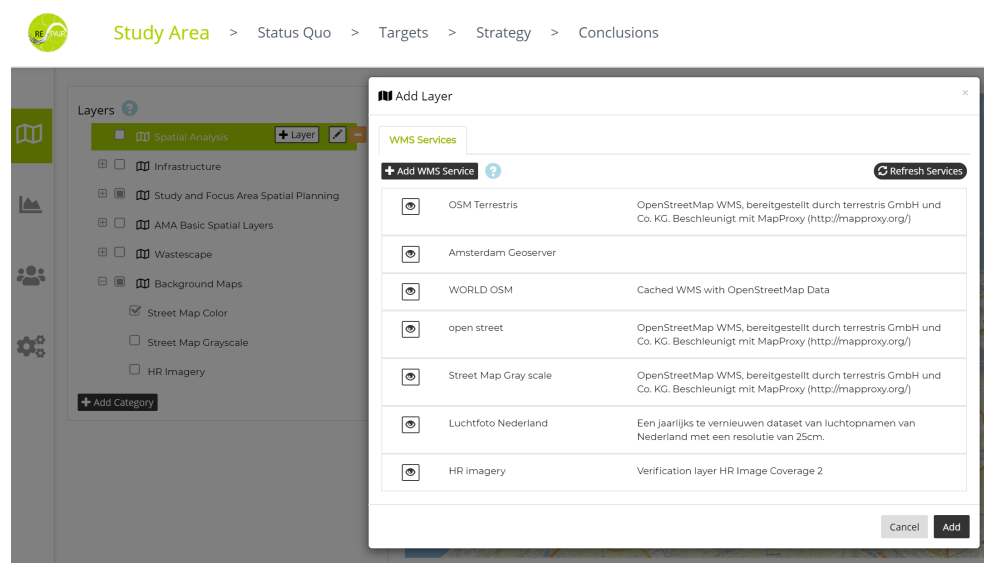 REPAiR
Study Area > Status Quo > Targets > Strategy > Conclusions
Layers ?
Spatial Analysis
Layer
Infrastructure
Study and Focus Area Spatial Planning
AMA Basic Spatial Layers
Wastescape
Background Maps
Street Map Color
Street Map Grayscale
HR Imagery
Add Category
Add Layer ×
WMS Services
Add WMS Service ? Refresh Services
OSM Terrestris OpenStreetMap WMS, bereitgestellt durch terrestris GmbH und
Co. KG. Beschleunigt mit MapProxy (http://mapproxy.org/)
Amsterdam Geoserver
WORLD OSM Cached WMS with OpenStreetMap Data
open street OpenStreetMap WMS, bereitgestellt durch terrestris GmbH und
Co. KG. Beschleunigt mit MapProxy (http://mapproxy.org/)
Street Map Gray scale OpenStreetMap WMS, bereitgestellt durch terrestris GmbH und
Co. KG. Beschleunigt mit MapProxy (http://mapproxy.org/)
Luchtfoto Nederland Een jaarlijks te vernieuwen dataset van luchtopnamen van
Nederland met een resolutie van 25cm.
HR imagery Verification layer HR Image Coverage 2
Cancel Add